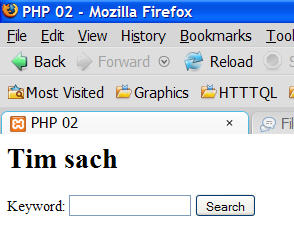 PHP 02 - Mozilla Firefox
File Edit View History Bookmarks Tool
Back Forward Reload S
Most Visited Graphics HTTTQL
PHP 02 × Fil
Tim sach
Keyword: Search